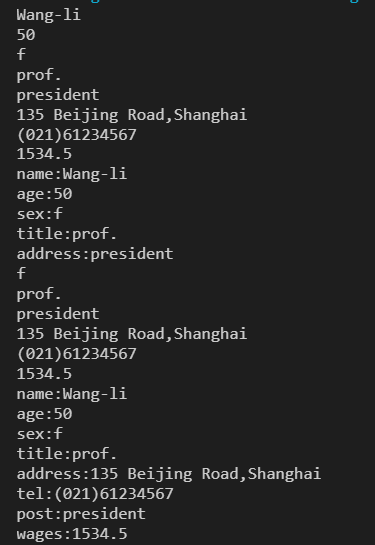 Wang-li
50
f
prof.
president
135 Beijing Road,Shanghai
(021)61234567
1534.5
name:Wang-li
age:50
sex:f
title:prof.
address:president
f
prof.
president
135 Beijing Road,Shanghai
(021)61234567
1534.5
name:Wang-li
age:50
sex:f
title:prof.
address:135 Beijing Road,Shanghai
tel:(021)61234567
post:president
wages:1534.5